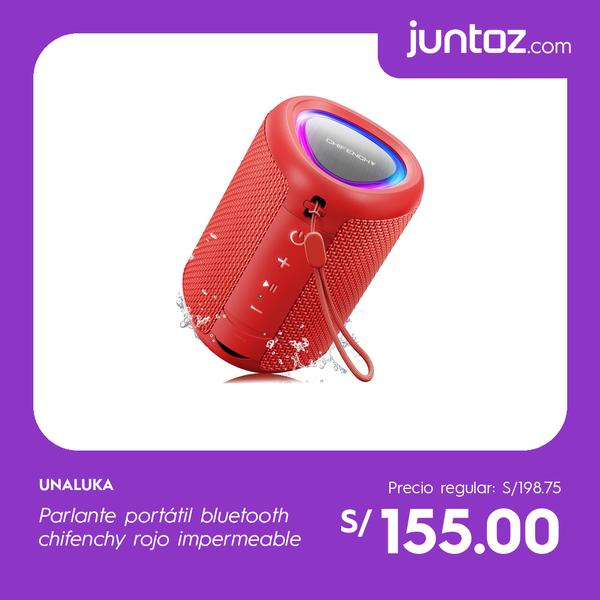 juntoz.com
CHIFENCHY
UNALUKA
Parlante portátil bluetooth
chifenchy rojo impermeable
Precio regular: S/198.75
S/155.00